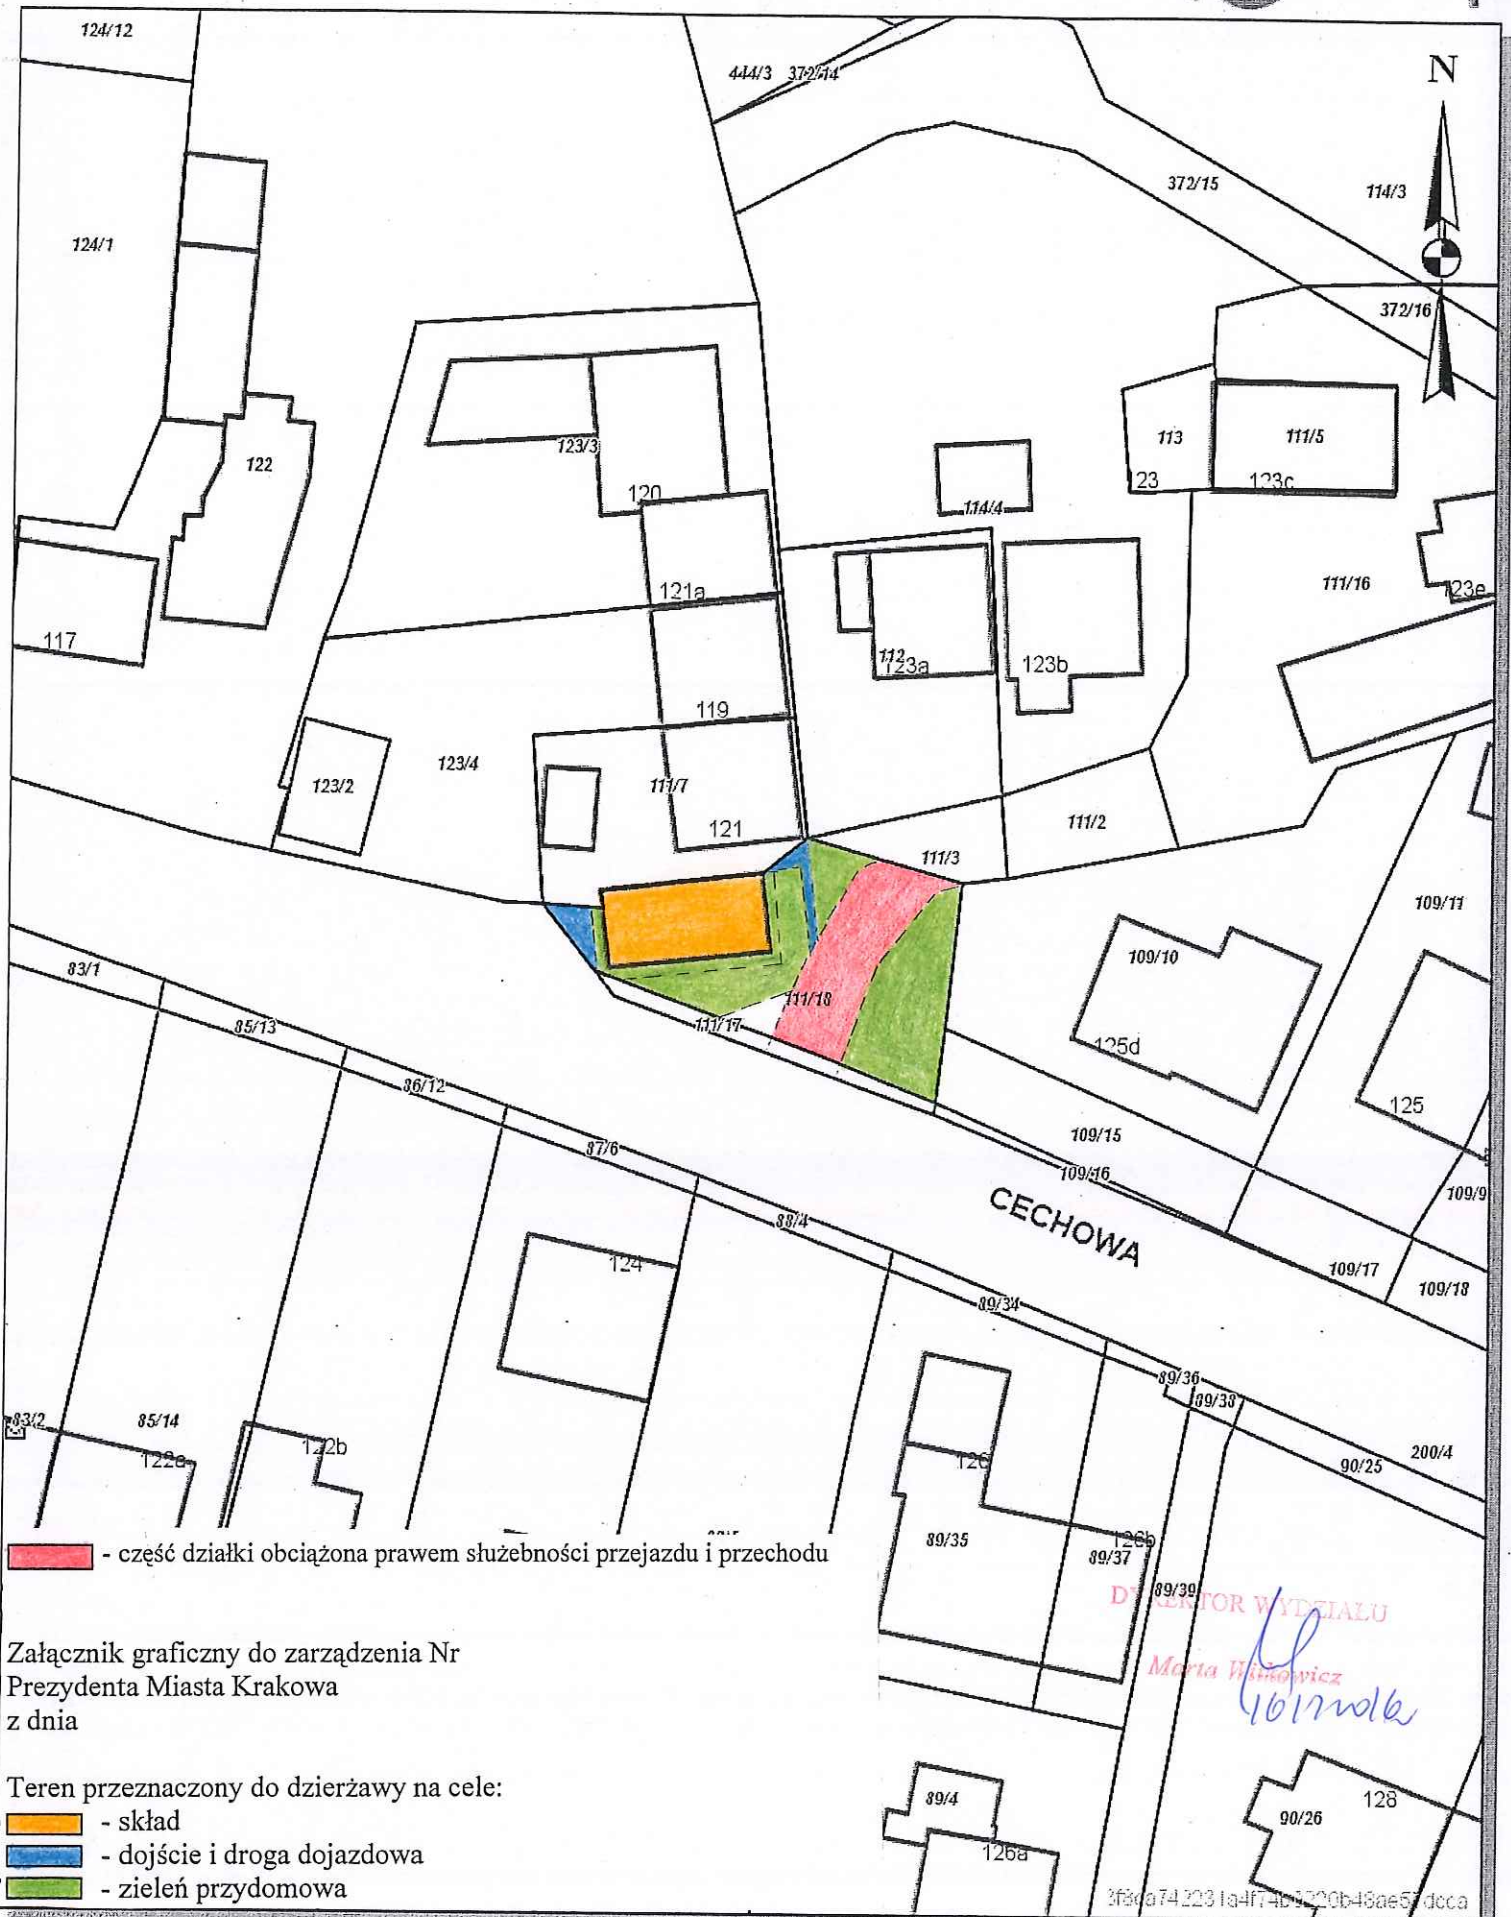 124/12
444/3 372/14
N
372/15
114/3
124/1
372/16
113
111/5
122
123/3
120
23
123c
114/4
121a
111/16
123e
117
112
123a
123b
119
123/4
123/2
111/7
121
111/2
111/3
109/11
109/10
83/1
111/18
85/13
111/17
125d
86/12
125
87/6
109/15
109/16
109/9
88/4
CECHOWA
124
109/17
109/18
89/34
89/36
89/38
83/2
85/14
122b
200/4
90/25
126
126b
89/35
89/37
89/39
- część działki obciążona prawem służebności przejazdu i przechodu
DYREKTOR WYDZIAŁU
Marta Witkowicz
Załącznik graficzny do zarządzenia Nr
Prezydenta Miasta Krakowa
z dnia
Teren przeznaczony do dzierżawy na cele:
- skład
- dojście i droga dojazdowa
- zieleń przydomowa
89/4
126a
90/26
128